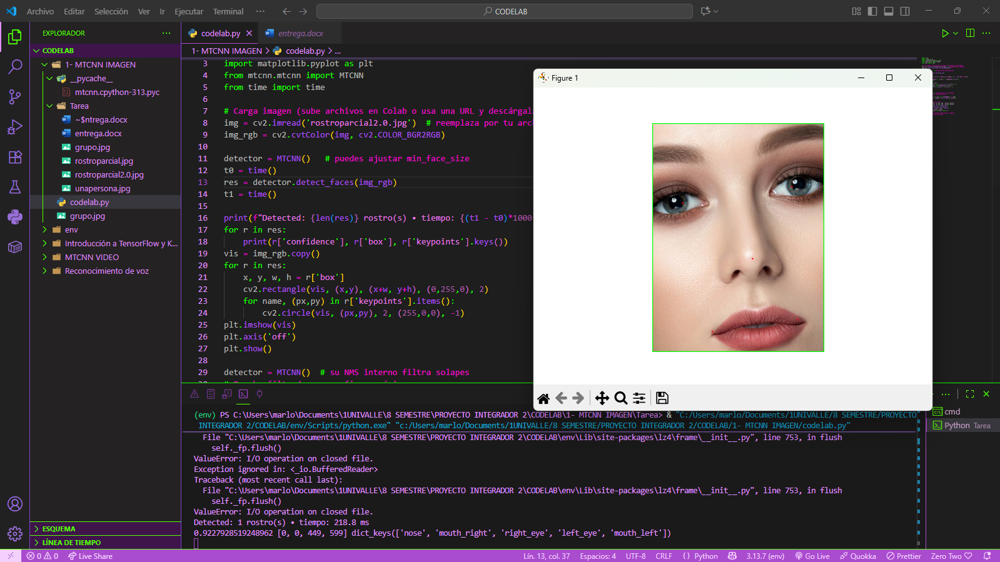 Archivo Editar Selección Ver Ir Ejecutar Terminal ··· CODELAB
EXPLORADOR ···
CODELAB
1- MTCNN IMAGEN
__pycache__
mtcnn.cpython-313.pyc
Tarea
~$ntrega.docx
entrega.docx
grupo.jpg
rostroparcial.jpg
rostroparcial2.0.jpg
unapersona.jpg
codelab.py
grupo.jpg
env
Introducción a TensorFlow y K...
MTCNN VIDEO
Reconocimiento de voz
ESQUEMA
LÍNEA DE TIEMPO
codelab.py entrega.docx
1- MTCNN IMAGEN > codelab.py > ...
3 import matplotlib.pyplot as plt
4 from mtcnn.mtcnn import MTCNN
5 from time import time
6
7 # Carga imagen (sube archivos en Colab o usa una URL y descárgal
8 img = cv2.imread('rostroparcial2.0.jpg') # reemplaza por tu arc
9 img_rgb = cv2.cvtColor(img, cv2.COLOR_BGR2RGB)
10
11 detector = MTCNN() # puedes ajustar min_face_size
12 t0 = time()
13 res = detector.detect_faces(img_rgb)
14 t1 = time()
15
16 print(f"Detected: {len(res)} rostro(s) • tiempo: {(t1 - t0)*1000
17 for r in res:
18 print(r['confidence'], r['box'], r['keypoints'].keys())
19 vis = img_rgb.copy()
20 for r in res:
21 x, y, w, h = r['box']
22 cv2.rectangle(vis, (x,y), (x+w, y+h), (0,255,0), 2)
23 for name, (px,py) in r['keypoints'].items():
24 cv2.circle(vis, (px,py), 2, (255,0,0), -1)
25 plt.imshow(vis)
26 plt.axis('off')
27 plt.show()
28
29 detector = MTCNN() # su NMS interno filtra solapes
Figure 1
(env) PS C:\Users\marlo\Documents\1UNIVALLE\8 SEMESTRE\PROYECTO INTEGRADOR 2\CODELAB\1- MTCNN IMAGEN\Tarea> & "C:/Users/marlo/Documents/1UNIVALLE/8 SEMESTRE/PROYECTO
INTEGRADOR 2/CODELAB/env/Scripts/python.exe" "c:/Users/marlo/Documents/1UNIVALLE/8 SEMESTRE/PROYECTO INTEGRADOR 2/CODELAB/1- MTCNN IMAGEN/codelab.py"
File "C:\Users\marlo\Documents\1UNIVALLE\8 SEMESTRE\PROYECTO INTEGRADOR 2\CODELAB\env\Lib\site-packages\lz4\frame\__init__.py", line 753, in flush
self._fp.flush()
ValueError: I/O operation on closed file.
Exception ignored in: <_io.BufferedReader>
Traceback (most recent call last):
File "C:\Users\marlo\Documents\1UNIVALLE\8 SEMESTRE\PROYECTO INTEGRADOR 2\CODELAB\env\Lib\site-packages\lz4\frame\__init__.py", line 753, in flush
self._fp.flush()
ValueError: I/O operation on closed file.
Detected: 1 rostro(s) • tiempo: 218.8 ms
0.9227928519248962 [0, 0, 449, 599] dict_keys(['nose', 'mouth_right', 'right_eye', 'left_eye', 'mouth_left'])
cmd
Python Tarea
0 0 Live Share Lín. 13, col. 37 Espacios: 4 UTF-8 CRLF {} Python 3.13.7 (env) Go Live Quokka Prettier Zero Two